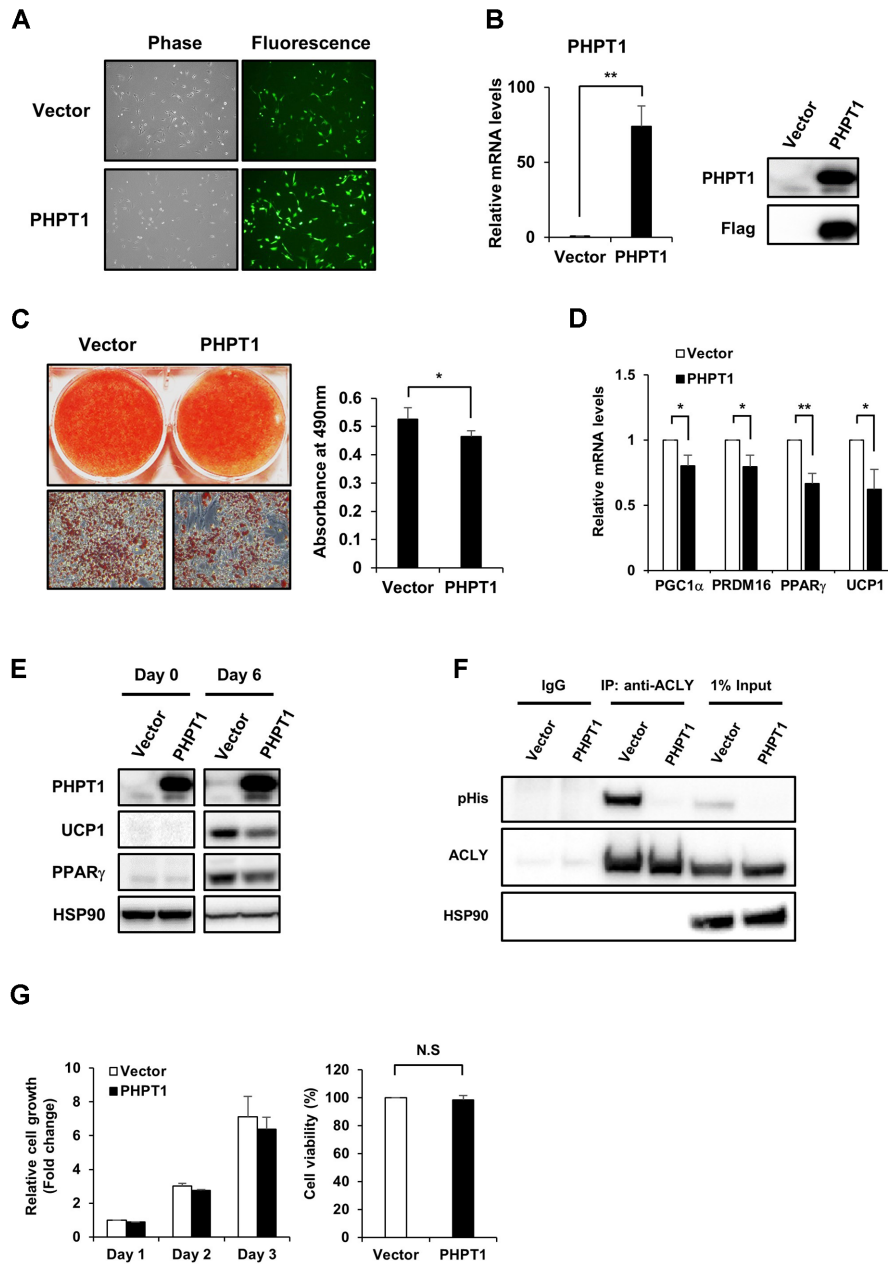 A
Phase Fluorescence
Vector
PHPT1
B
PHPT1
Relative mRNA levels
100
50
0
**
Vector PHPT1
Vector PHPT1
PHPT1
Flag
C
Vector PHPT1
Absorbance at 490nm
0.6
0.5
0.4
0.3
0.2
0.1
0
*
Vector PHPT1
D
Vector
PHPT1
Relative mRNA levels
1.5
1
0.5
0
* * ** *
PGC1α PRDM16 PPARγ UCP1
E
Day 0 Day 6
Vector PHPT1 Vector PHPT1
PHPT1
UCP1
PPARγ
HSP90
F
IgG IP: anti-ACLY 1% Input
Vector PHPT1 Vector PHPT1 Vector PHPT1
pHis
ACLY
HSP90
G
Vector
PHPT1
Relative cell growth
(Fold change)
10
8
6
4
2
0
Day 1 Day 2 Day 3
N.S
Cell viability (%)
120
100
80
60
40
20
0
Vector PHPT1